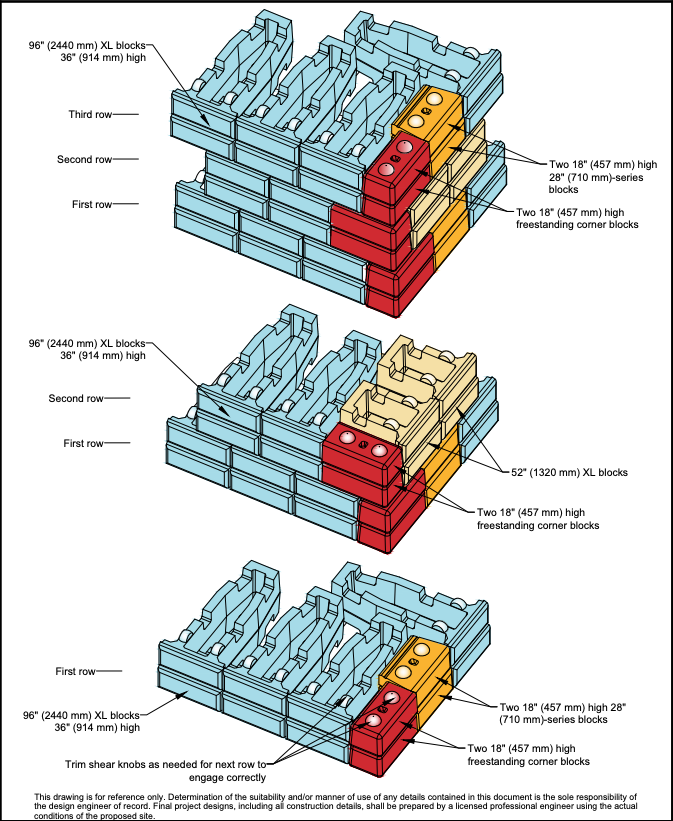 96" (2440 mm) XL blocks
36" (914 mm) high
Third row
Second row
First row
Two 18" (457 mm) high
28" (710 mm)-series
blocks
Two 18" (457 mm) high
freestanding corner blocks
96" (2440 mm) XL blocks
36" (914 mm) high
Second row
First row
52" (1320 mm) XL blocks
Two 18" (457 mm) high
freestanding corner blocks
First row
96" (2440 mm) XL blocks
36" (914 mm) high
Two 18" (457 mm) high 28"
(710 mm)-series blocks
Two 18" (457 mm) high
freestanding corner blocks
Trim shear knobs as needed for next row to
engage correctly
This drawing is for reference only. Determination of the suitability and/or manner of use of any details contained in this document is the sole responsibility of
the design engineer of record. Final project designs, including all construction details, shall be prepared by a licensed professional engineer using the actual
conditions of the proposed site.